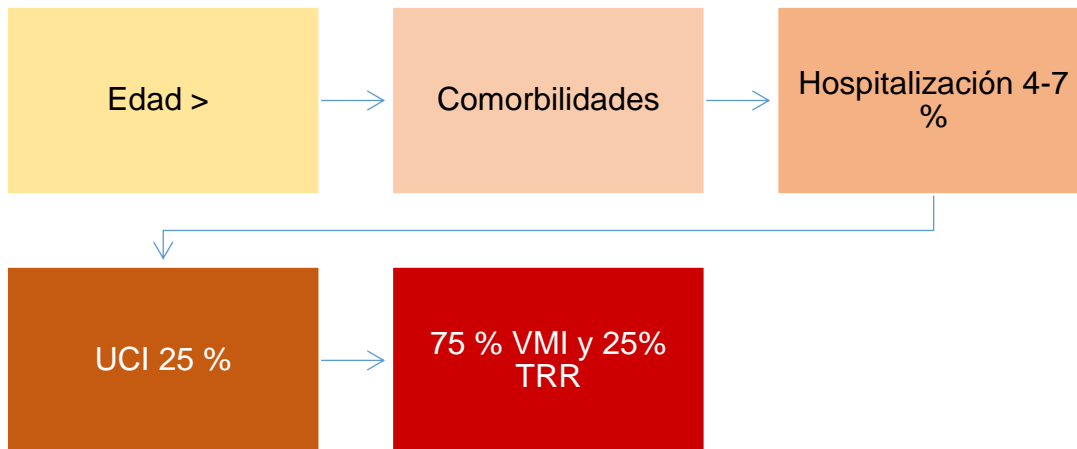 Edad >
Comorbilidades
Hospitalización 4-7
%
UCI 25 %
75 % VMI y 25%
TRR